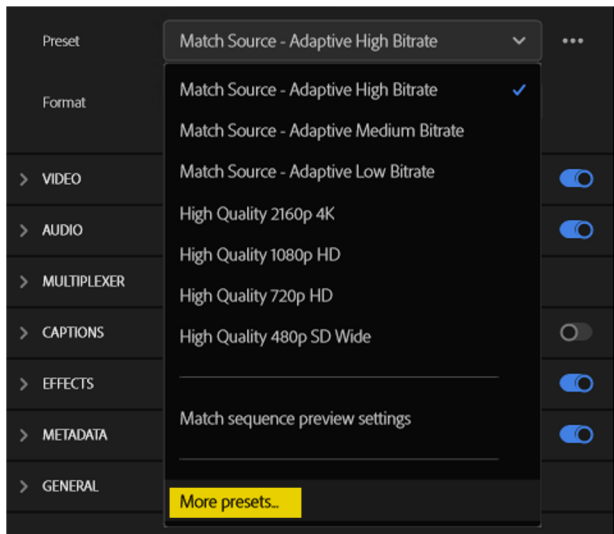 Preset
Match Source - Adaptive High Bitrate
Format
Match Source - Adaptive High Bitrate
Match Source - Adaptive Medium Bitrate
Match Source - Adaptive Low Bitrate
VIDEO
High Quality 2160p 4K
AUDIO
High Quality 1080p HD
MULTIPLEXER
High Quality 720p HD
CAPTIONS
High Quality 480p SD Wide
EFFECTS
Match sequence preview settings
METADATA
GENERAL
More presets...